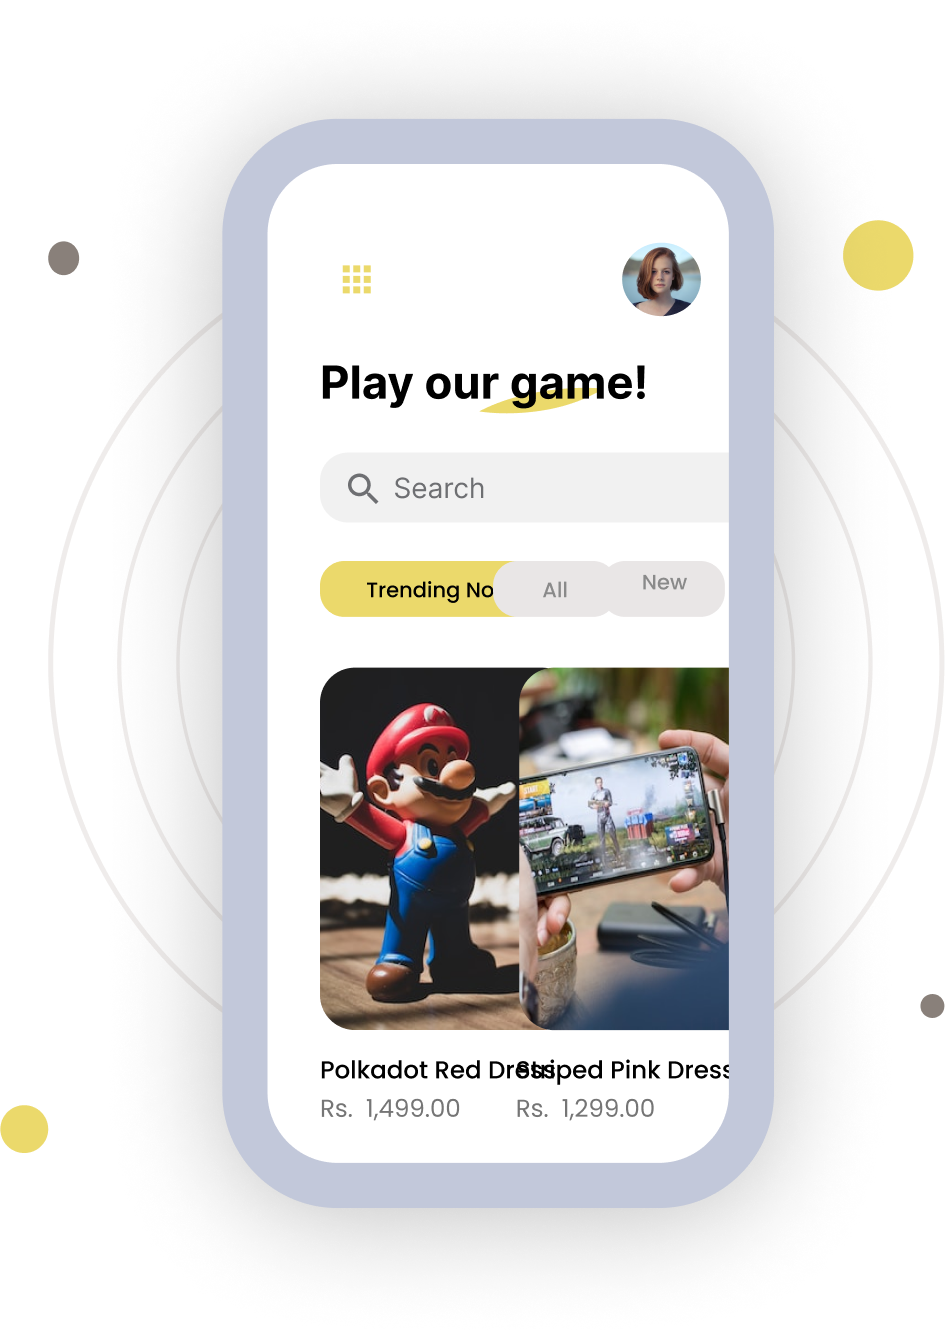 Play our game!
Search
Trending No
All
New
Polkadot Red Dress
Striped Pink Dress
Rs. 1,499.00
Rs. 1,299.00